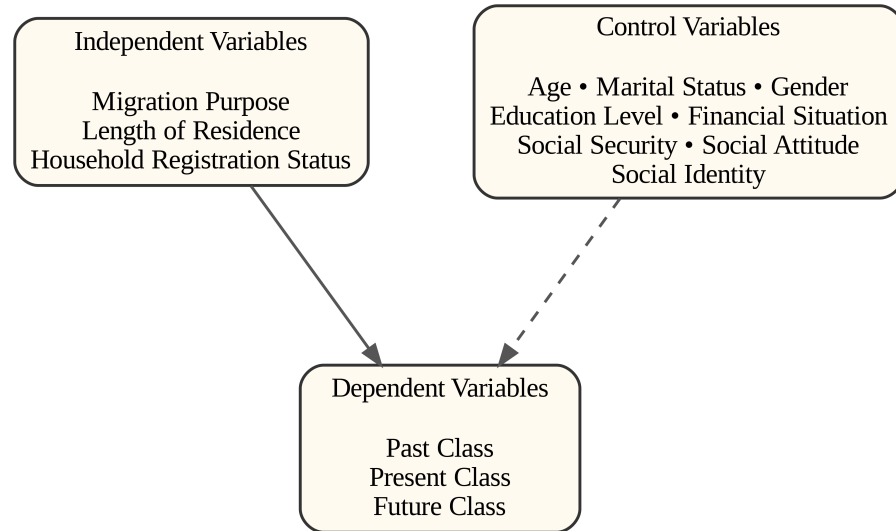 Independent Variables
Migration Purpose
Length of Residence
Household Registration Status
Control Variables
Age • Marital Status • Gender
Education Level • Financial Situation
Social Security • Social Attitude
Social Identity
Dependent Variables
Past Class
Present Class
Future Class